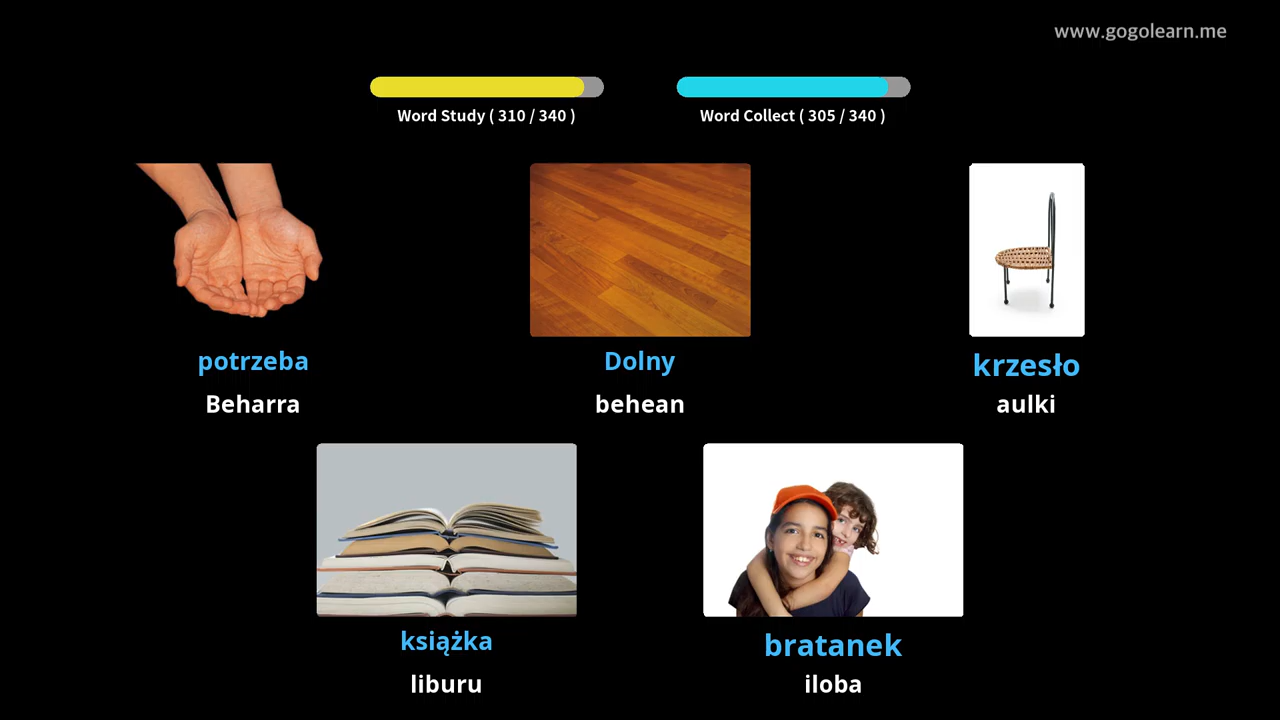 www.gogolearn.me
Word Study ( 310 / 340 )
Word Collect ( 305 / 340 )
potrzeba
Beharra
Dolny
behean
krzesło
aulki
książka
liburu
bratanek
iloba